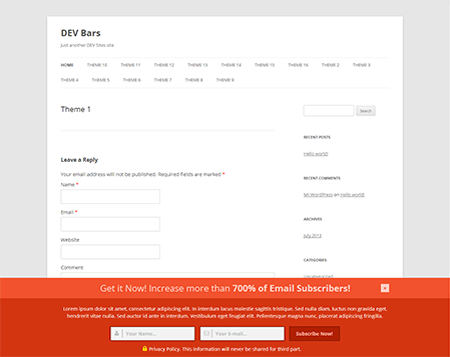 DEV Bars
Just another DEV Sites site
HOME THEME 10 THEME 11 THEME 12 THEME 13 THEME 14 THEME 15 THEME 16 THEME 2 THEME 3
THEME 4 THEME 5 THEME 6 THEME 7 THEME 8 THEME 9
Theme 1
Search
RECENT POSTS
Hello world!
Leave a Reply
Your email address will not be published. Required fields are marked *
Name *
RECENT COMMENTS
Mr WordPress on Hello world!
Email *
ARCHIVES
July 2013
Website
CATEGORIES
Comment
Uncategorized
Get it Now! Increase more than 700% of Email Subscribers!
x
Lorem ipsum dolor sit amet, consectetur adipiscing elit. In interdum lacus molestie sagittis tristique. Sed nulla diam, luctus non gravida eget,
hendrerit vitae nulla. Sed auctor id ante in interdum. Vestibulum eget feugiat elit. Pellentesque magna nunc, placerat adipiscing fringilla.
Your Name...
Your E-mail...
Subscribe Now!
Privacy Policy. This information will never be shared for third part.